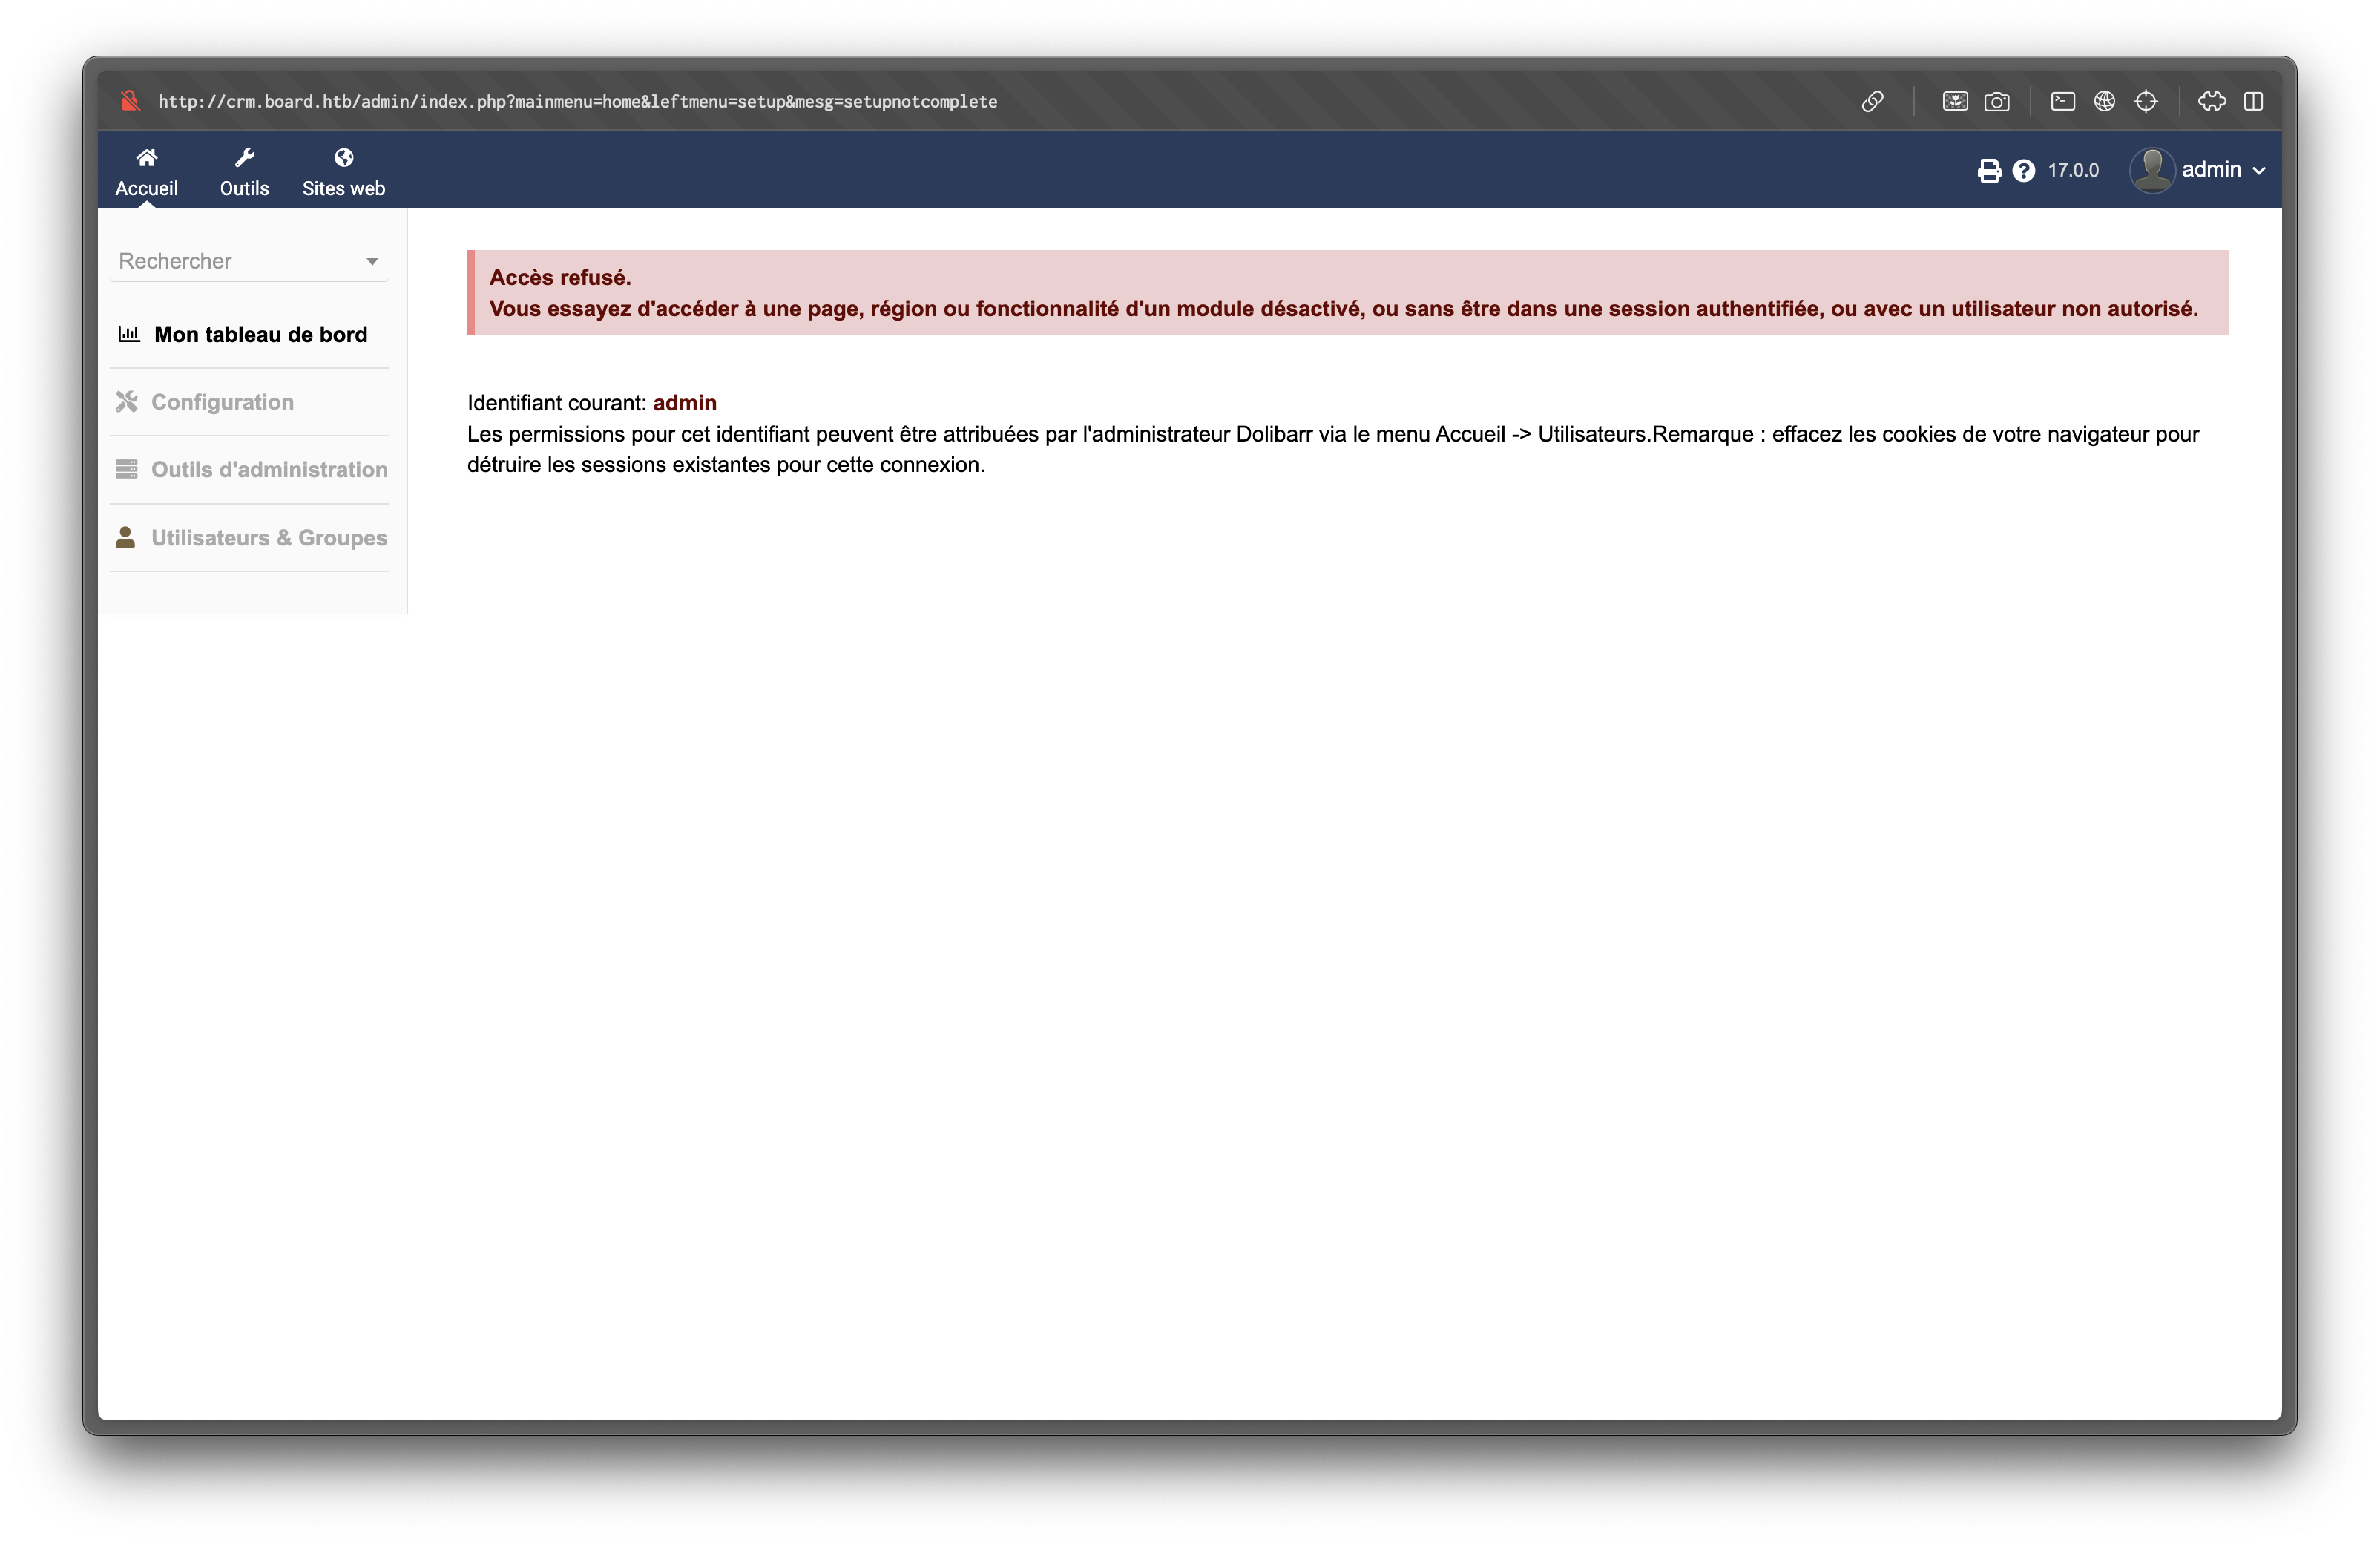 http://crm.board.htb/admin/index.php?mainmenu=home&leftmenu=setup&mesg=setupnotcomplete
Accueil Outils Sites web 17.0.0 admin
Rechercher
Mon tableau de bord
Configuration
Outils d'administration
Utilisateurs & Groupes
Accès refusé.
Vous essayez d'accéder à une page, région ou fonctionnalité d'un module désactivé, ou sans être dans une session authentifiée, ou avec un utilisateur non autorisé.
Identifiant courant: admin
Les permissions pour cet identifiant peuvent être attribuées par l'administrateur Dolibarr via le menu Accueil -> Utilisateurs.Remarque : effacez les cookies de votre navigateur pour
détruire les sessions existantes pour cette connexion.